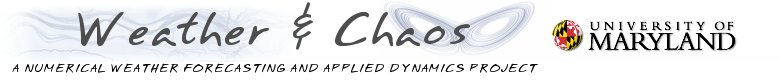 Weather & Chaos
A NUMERICAL WEATHER FORECASTING AND APPLIED DYNAMICS PROJECT
UNIVERSITY OF
MARYLAND